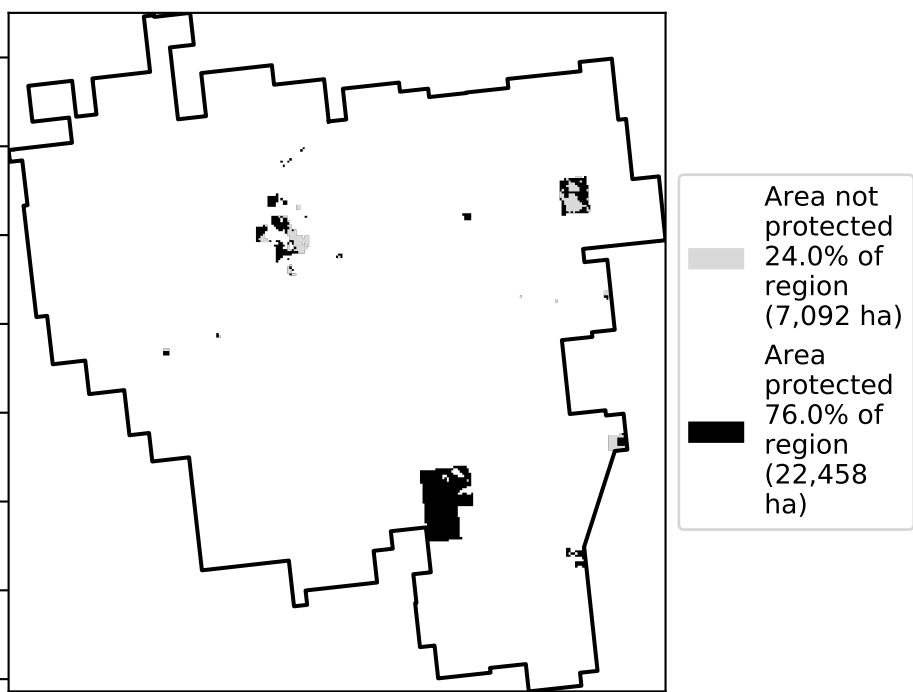 Area not
protected
24.0% of
region
(7,092 ha)
Area
protected
76.0% of
region
(22,458
ha)